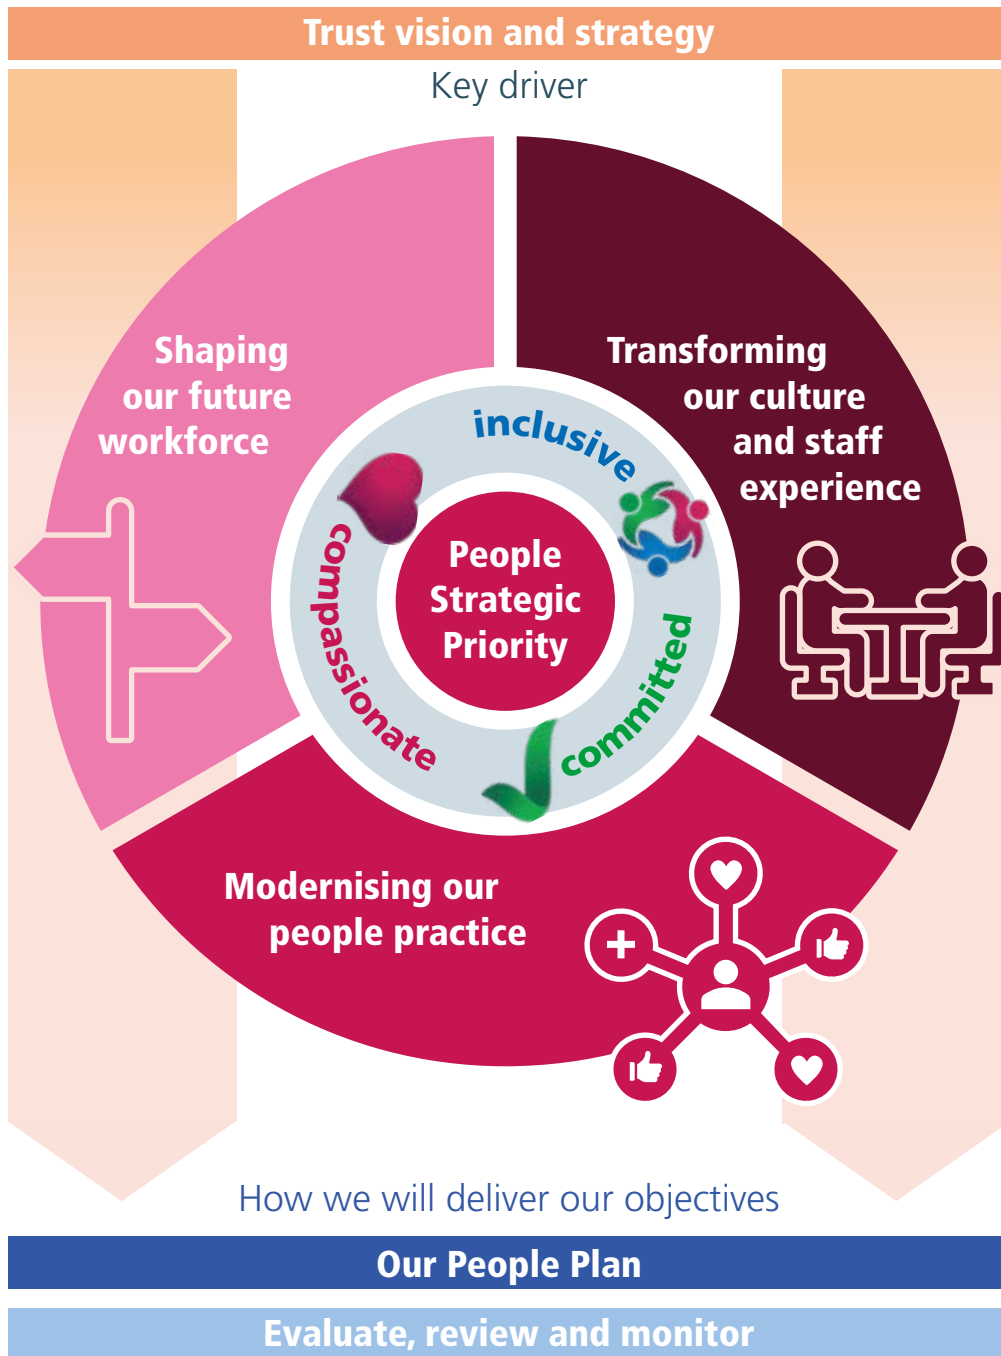 Trust vision and strategy
Key driver
Shaping
our future
workforce
Transforming
our culture
and staff
experience
inclusive
compassionate
committed
People
Strategic
Priority
Modernising our
people practice
How we will deliver our objectives
Our People Plan
Evaluate, review and monitor